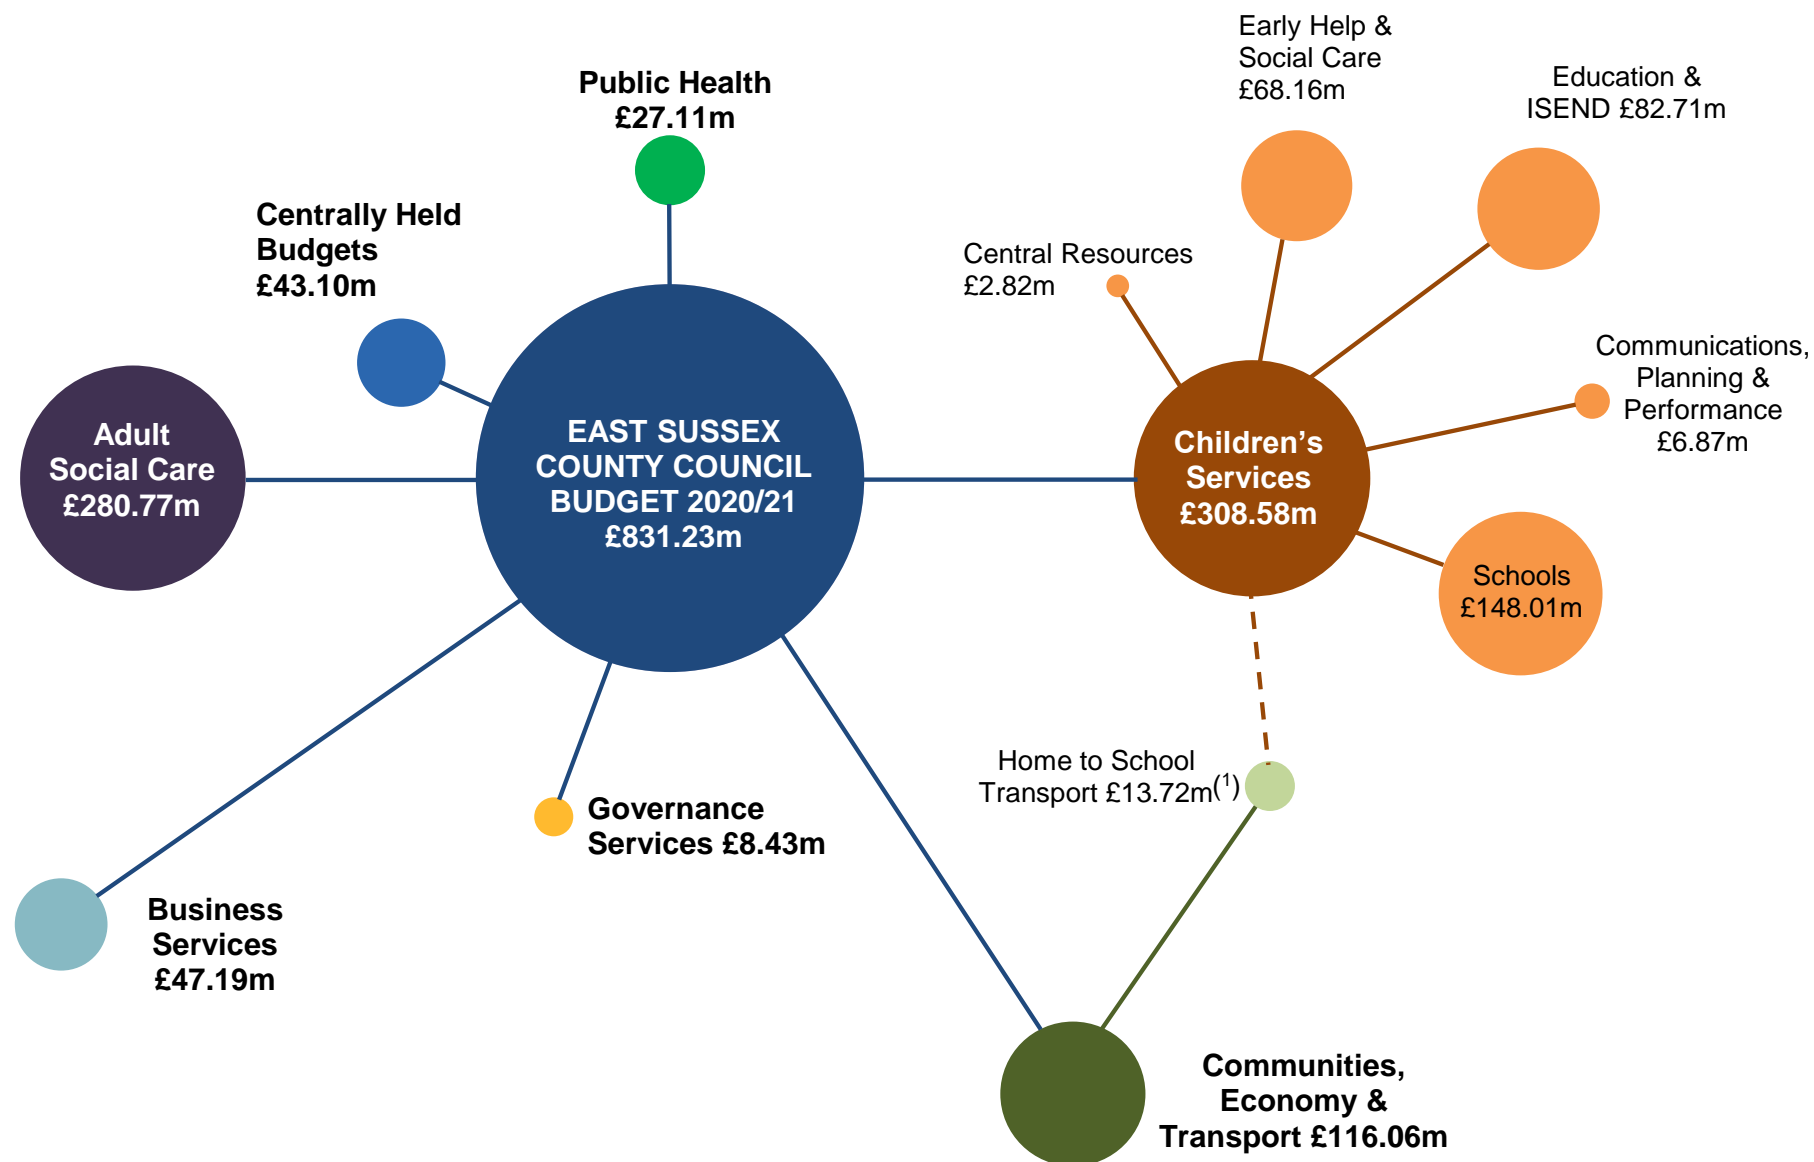 Public Health
£27.11m
Centrally Held
Budgets
£43.10m
Adult
Social Care
£280.77m
EAST SUSSEX
COUNTY COUNCIL
BUDGET 2020/21
£831.23m
Business
Services
£47.19m
Governance
Services £8.43m
Early Help &
Social Care
£68.16m
Education &
ISEND £82.71m
Central Resources
£2.82m
Communications,
Planning &
Performance
£6.87m
Children’s
Services
£308.58m
Schools
£148.01m
Home to School
Transport £13.72m(¹)
Communities,
Economy &
Transport £116.06m